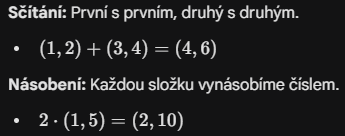 Sčítání: První s prvním, druhý s druhým.
• (1, 2) + (3, 4) = (4, 6)
Násobení: Každou složku vynásobíme číslem.
• 2 · (1, 5) = (2, 10)